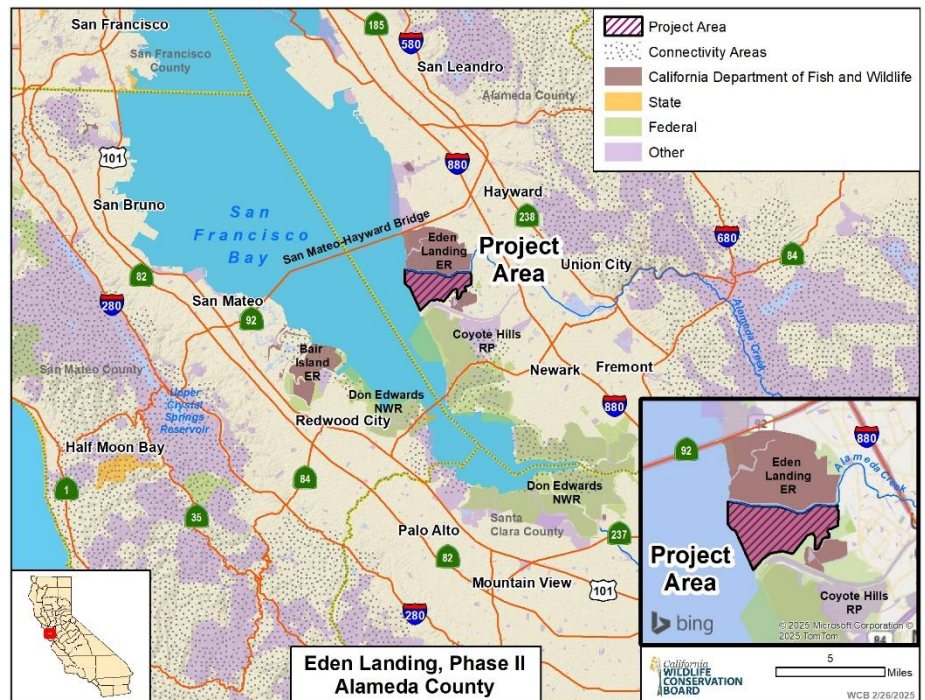 San Francisco
San Francisco
County
185
580
San Leandro
Alameda County
101
880
San Bruno
Hayward
238
San
Francisco
Bay
San Mateo-Hayward Bridge
Eden
Landing
ER
Project
Area
Union City
680
84
82
280
San Mateo
92
Alameda Creek
Bair
Island
ER
Coyote Hills
RP
San Mateo County
Upper
Crystal
Springs
Reservoir
Don Edwards
NWR
Newark
Fremont
880
Redwood City
Half Moon Bay
1
84
35
Don Edwards
NWR
Santa
Clara County
Palo Alto
82
237
Mountain View
101
280
Project Area
Connectivity Areas
California Department of Fish and Wildlife
State
Federal
Other
92
880
Eden
Landing
ER
Alameda Creek
Project
Area
Coyote Hills
RP
84
bing
© 2025 Microsoft Corporation ©
2025 TomTom
Eden Landing, Phase II
Alameda County
California
WILDLIFE
CONSERVATION
BOARD
5
Miles
WCB 2/26/2025